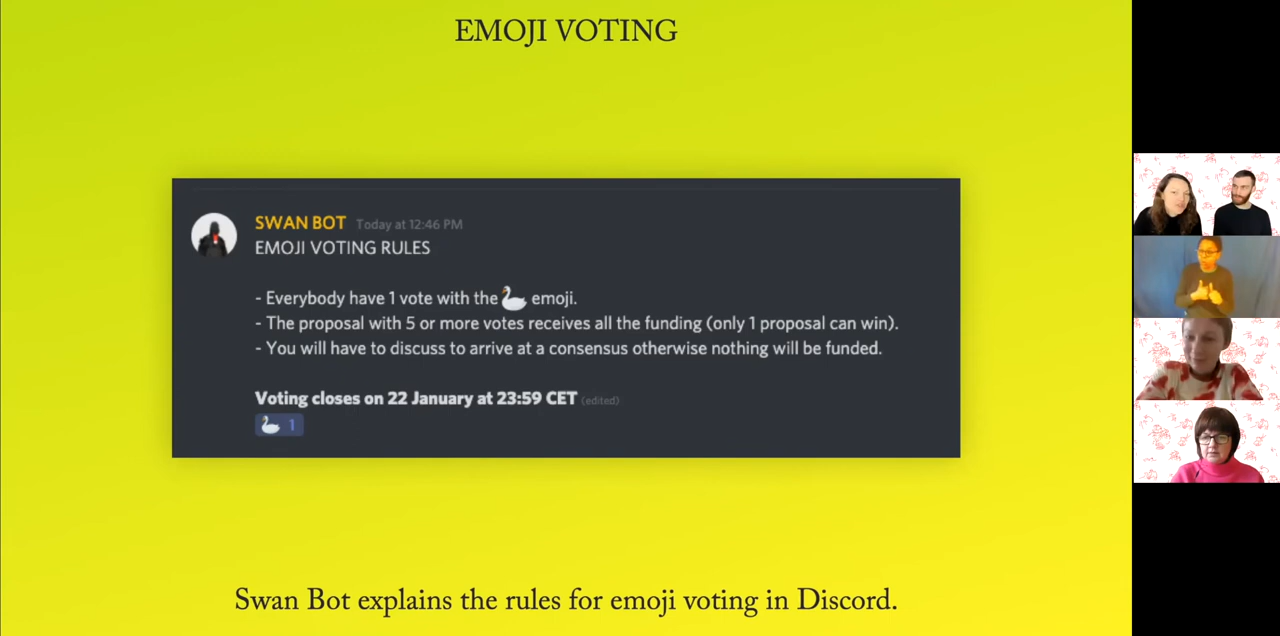 EMOJI VOTING
SWAN BOT Today at 12:46 PM
EMOJI VOTING RULES
- Everybody have 1 vote with the 🦢 emoji.
- The proposal with 5 or more votes receives all the funding (only 1 proposal can win).
- You will have to discuss to arrive at a consensus otherwise nothing will be funded.
Voting closes on 22 January at 23:59 CET (edited)
🦢 1
Swan Bot explains the rules for emoji voting in Discord.